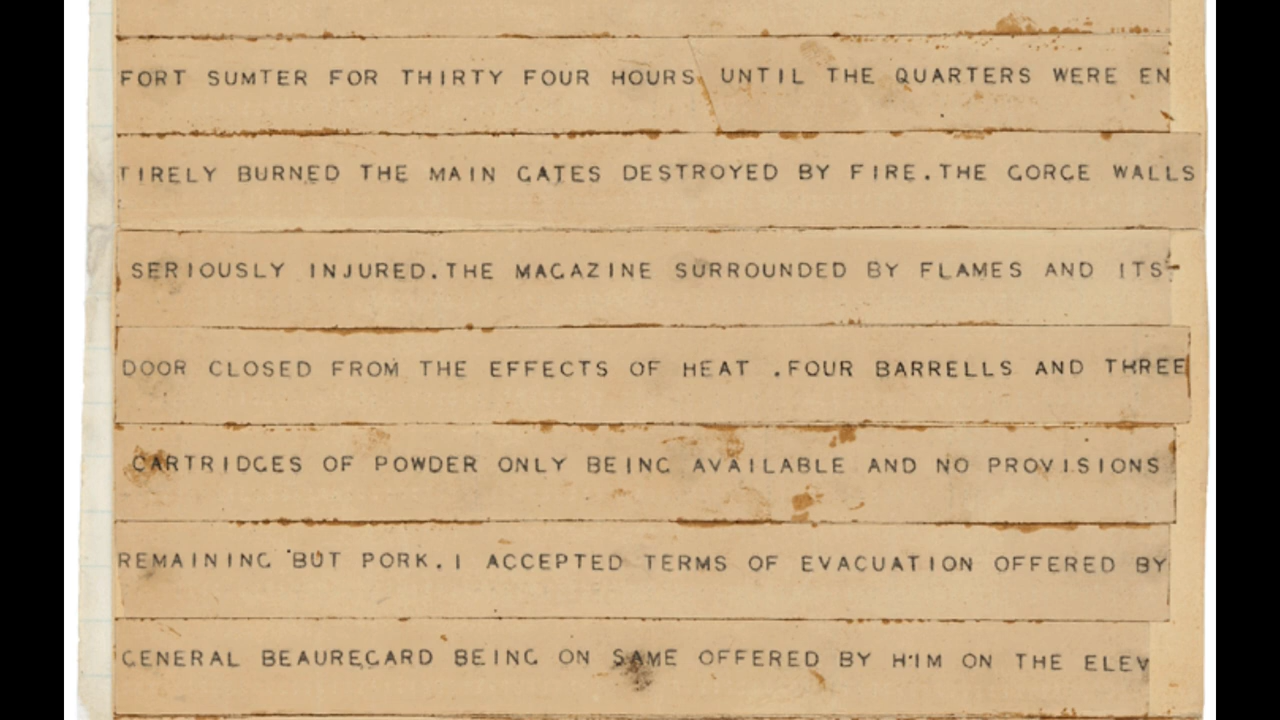 FORT SUMTER FOR THIRTY FOUR HOURS UNTIL THE QUARTERS WERE EN
TIRELY BURNED THE MAIN GATES DESTROYED BY FIRE.THE GORGE WALLS
SERIOUSLY INJURED.THE MAGAZINE SURROUNDED BY FLAMES AND ITS
DOOR CLOSED FROM THE EFFECTS OF HEAT .FOUR BARRELLS AND THREE
CARTRIDGES OF POWDER ONLY BEING AVAILABLE AND NO PROVISIONS
REMAINING BUT PORK.I ACCEPTED TERMS OF EVACUATION OFFERED BY
GENERAL BEAUREGARD BEING ON SAME OFFERED BY HIM ON THE ELEV